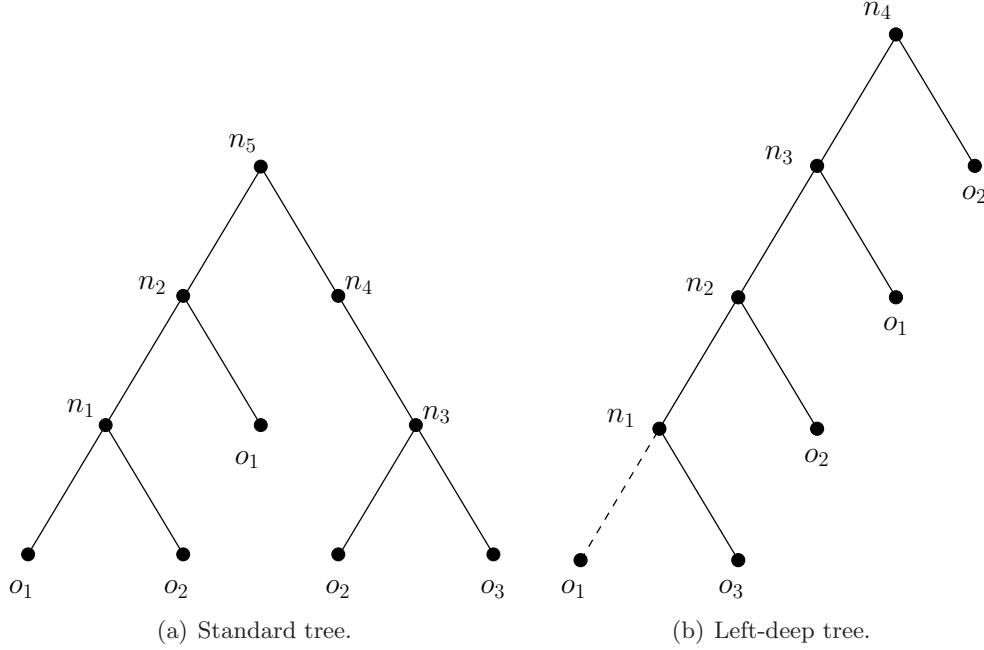 n₄
n₅
n₃
o₂
n₂
n₄
n₂
o₁
n₁
n₃
n₁
o₁
o₂
o₁
o₂
o₂
o₃
o₁
o₃
(a) Standard tree.
(b) Left-deep tree.